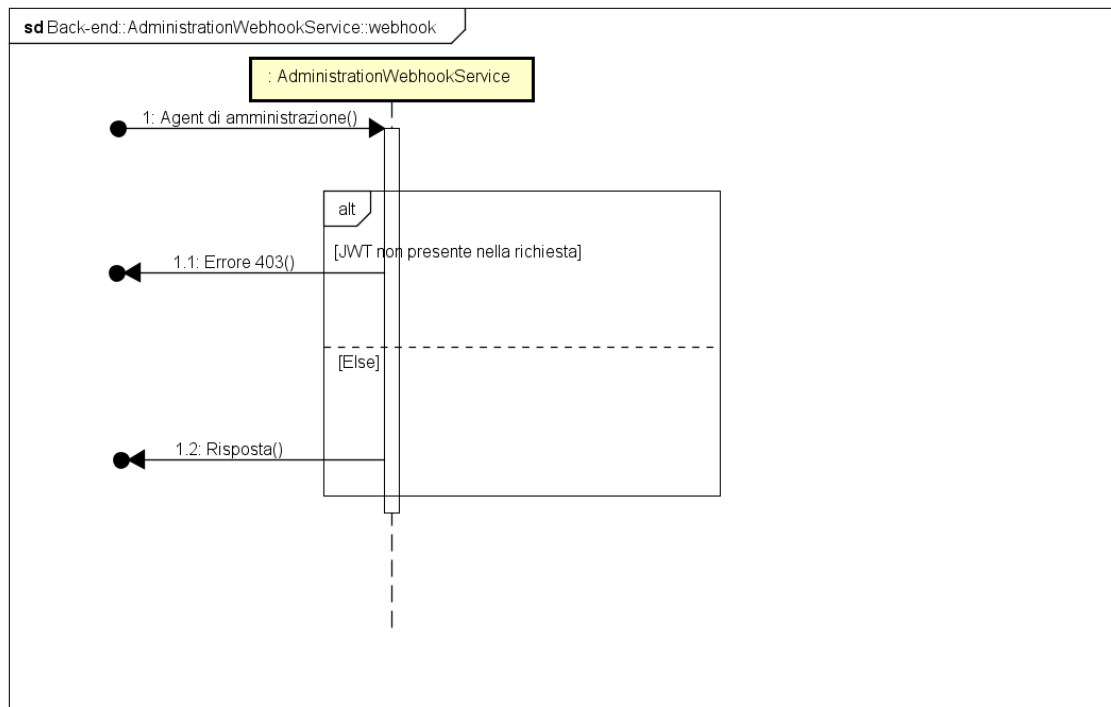 sd Back-end::AdministrationWebhookService::webhook
: AdministrationWebhookService
1: Agent di amministrazione()
alt
[JWT non presente nella richiesta]
1.1: Errore 403()
[Else]
1.2: Risposta()